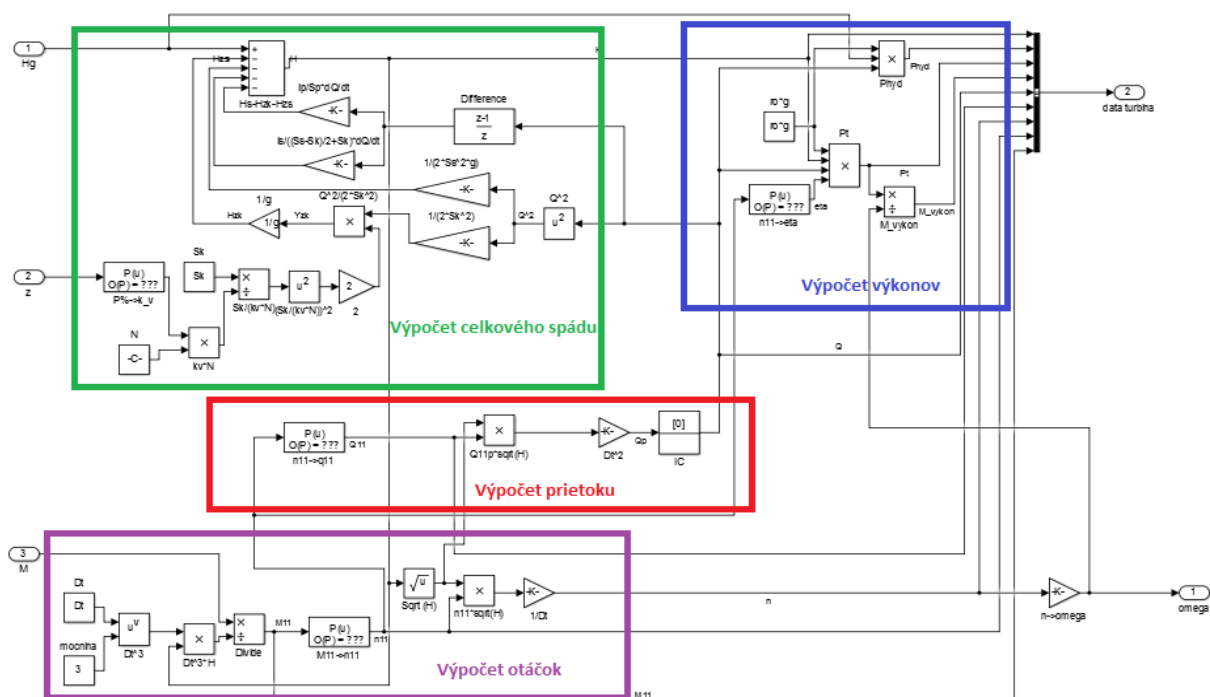 1
Hg
Hzs
+
−
−
−
−
H
Hs-Hzk-Hzs
lp/Sp*dQ/dt
-K-
Difference
z-1
z
ls/((Ss-Sk)/2+Sk)*dQ/dt
-K-
1/(2*Ss^2*g)
-K-
Q^2/(2*Sk^2)
1/g
Hzk
1/g
Yzk
×
1/(2*Sk^2)
-K-
Q^2
Q^2
u²
2
z
P(u)
O(P) = ???
P%->k_v
Sk
Sk
×
÷
Sk/(kv*N)
u²
(Sk/(kv*N))^2
2
2
N
-C-
×
kv*N
Výpočet celkového spádu
×
Phyd
Phyd
ro*g
ro*g
Pt
×
Pt
P(u)
O(P) = ???
n11->eta
eta
×
÷
M_vykon
M_vykon
Výpočet výkonov
2
data turbina
Q
P(u)
O(P) = ???
n11->q11
Q11
×
Q11p*sqrt(H)
-K-
Dt^2
Qp
[0]
IC
Výpočet prietoku
3
M
Dt
Dt
mocnina
3
u^v
Dt^3
×
Dt^3*H
×
÷
Divide
M11
P(u)
O(P) = ???
M11->n11
n11
√u
Sqrt (H)
×
n11*sqrt(H)
-K-
1/Dt
Výpočet otáčok
n
-K-
n->omega
1
omega
M11